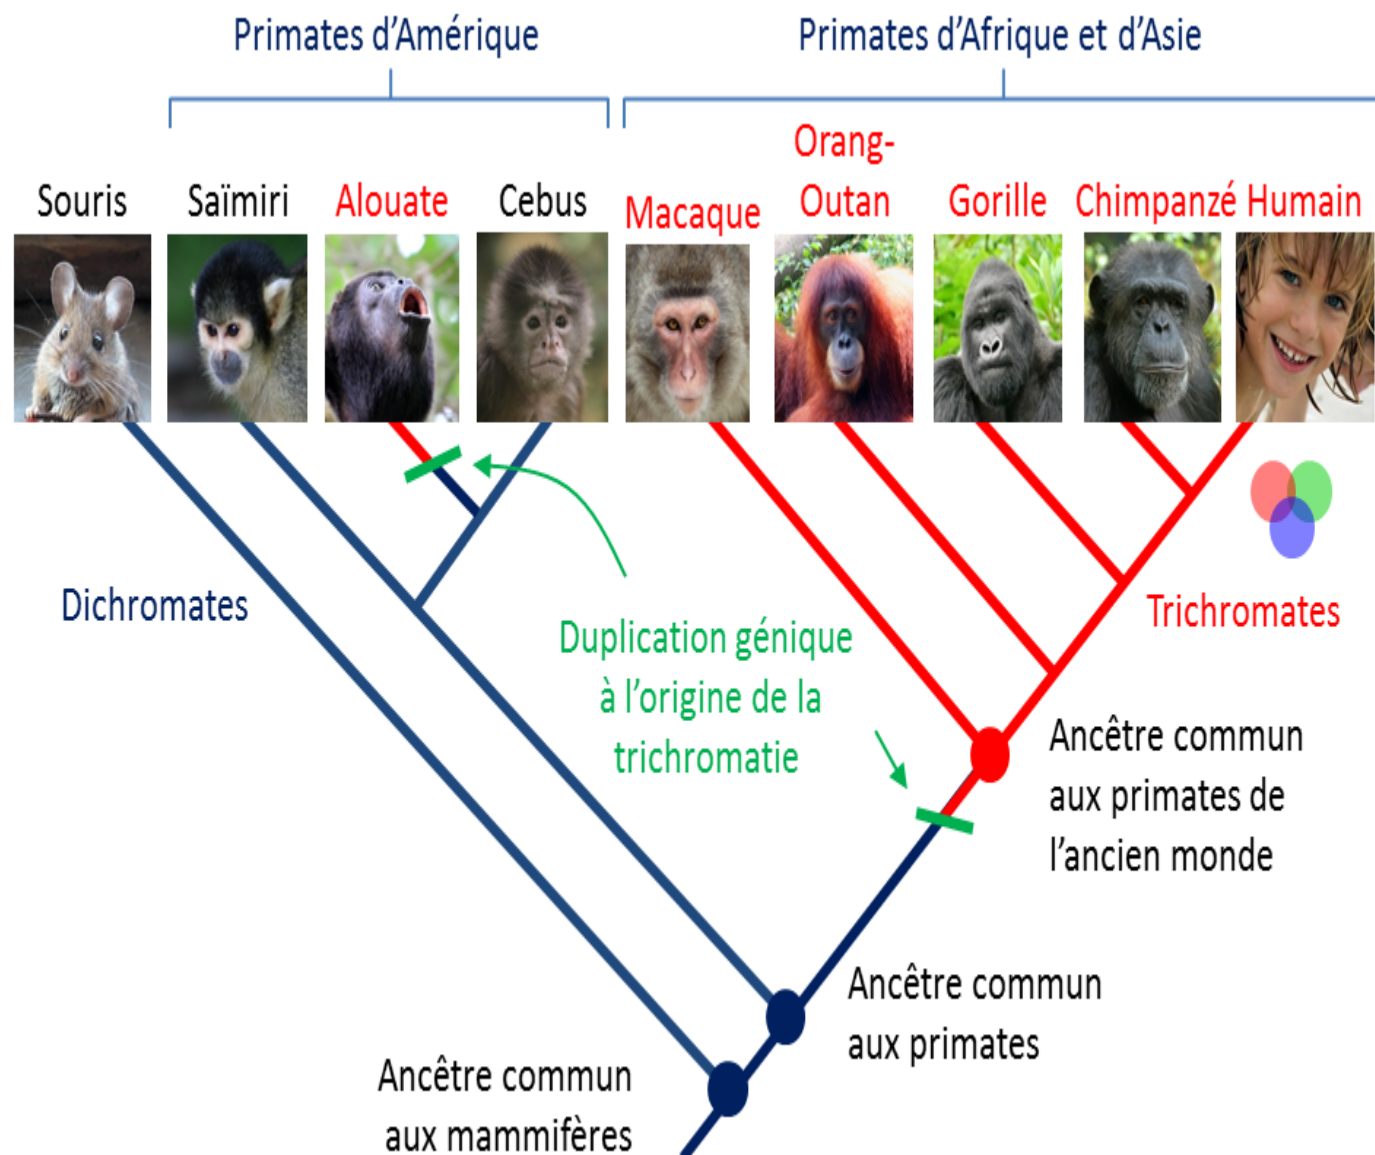 Primates d’Amérique
Primates d’Afrique et d’Asie
Souris
Saïmiri
Alouate
Cebus
Macaque
Orang-
Outan
Gorille
Chimpanzé
Humain
Dichromates
Duplication génique
à l’origine de la
trichromatie
Trichromates
Ancêtre commun
aux primates de
l’ancien monde
Ancêtre commun
aux primates
Ancêtre commun
aux mammifères